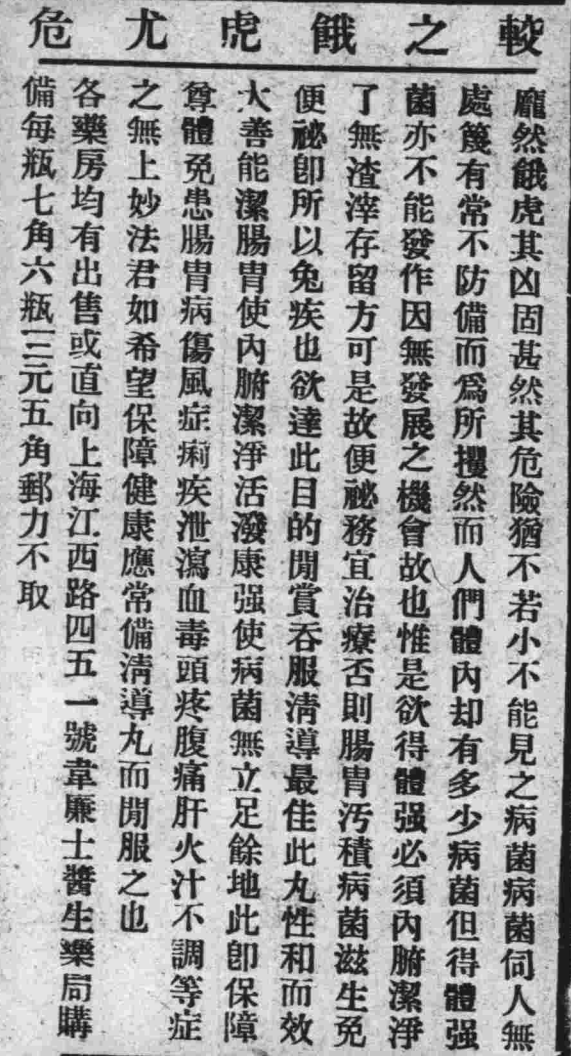 較之餓虎尤危
龐然餓虎其凶固甚然其危險猶不若小不能見之病菌病菌伺人無
處篾有常不防備而爲所攫然而人們體內却有多少病菌但得體强
菌亦不能發作因無發展之機會故也惟是欲得體强必須內腑潔淨
了無渣滓存留方可是故便祕務宜治療否則腸胃污積病菌滋生免
便祕卽所以免疾也欲達此目的閒賞吞服淸導最佳此丸性和而效
大善能潔腸胃使內腑潔淨活潑康强使病菌無立足餘地此卽保障
尊體免患腸胃病傷風症痢疾泄瀉血毒頭疼腹痛肝火汁不調等症
之無上妙法君如希望保障健康應常備淸導丸而閒服之也
各藥房均有出售或直向上海江西路四五一號韋廉士醫生藥局購
備每瓶七角六瓶三元五角郵力不取